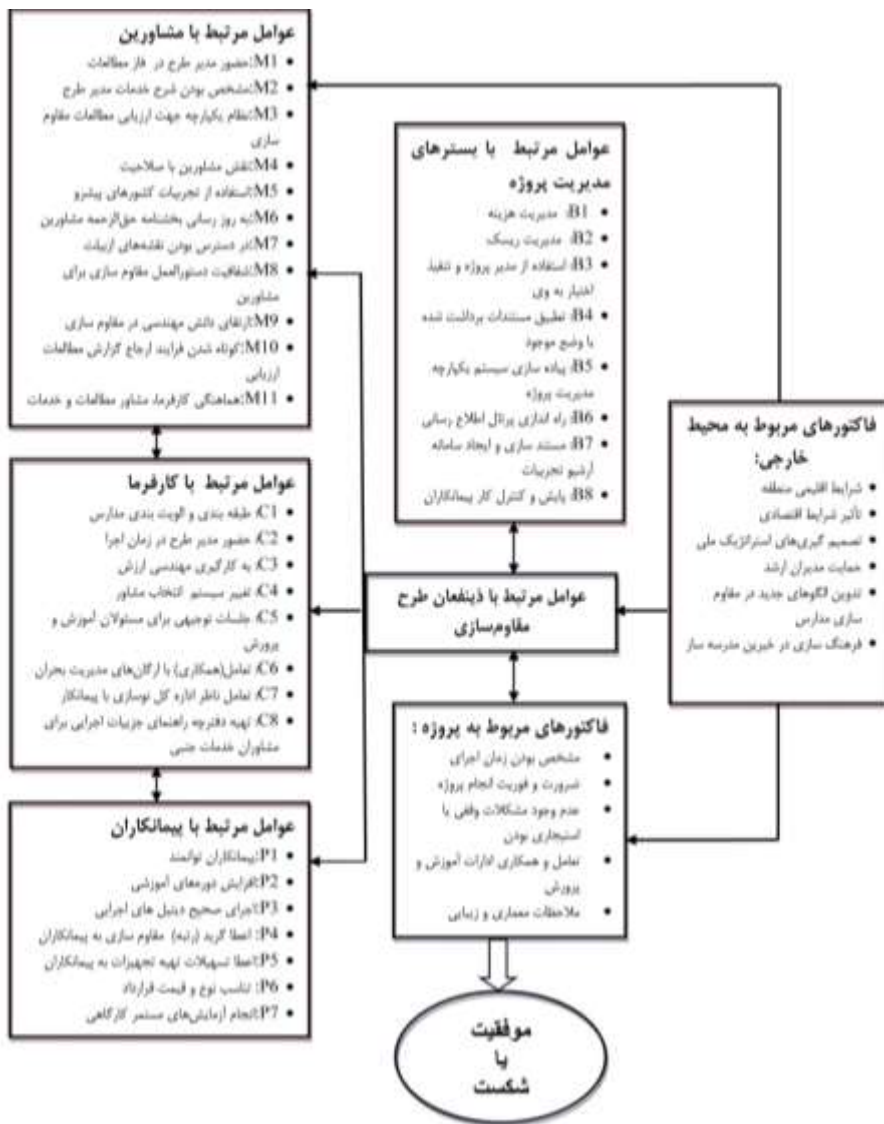 عوامل مرتبط با مشاورین
M1:حضور مدیر طرح در فاز مطالعات
M2:مشخص بودن شرح خدمات مدیر طرح
M3:نظام یکپارچه جهت ارزیابی مطالعات مقاوم
سازی
M4:نقش مشاورین با صلاحیت
M5:استفاده از تجربیات کشورهای پیشرو
M6:به روز رسانی بخشنامه حق‌الزحمه مشاورین
M7:در دسترس بودن نقشه‌های ازبیلت
M8:شفافیت دستورالعمل مقاوم سازی برای
مشاورین
M9:ارتقای دانش مهندسی در مقاوم سازی
M10:کوتاه شدن فرایند ارجاع گزارش مطالعات
ارزیابی
M11:هماهنگی کارفرما، مشاور مطالعات و خدمات
عوامل مرتبط با کارفرما
C1: طبقه بندی و الویت بندی مدارس
C2: حضور مدیر طرح در زمان اجرا
C3: به کارگیری مهندسی ارزش
C4: تغییر سیستم انتخاب مشاور
C5: جلسات توجیهی برای مسئولان آموزش و
پرورش
C6: تعامل(همکاری) با ارگان‌های مدیریت بحران
C7: تعامل ناظر اداره کل نوسازی با پیمانکار
C8: تهیه دفترچه راهنمای جزییات اجرایی برای
مشاوران خدمات جنبی
عوامل مرتبط با پیمانکاران
P1:پیمانکاران توانمند
P2:افزایش دوره‌های آموزشی
P3:اجرای صحیح دیتیل های اجرایی
P4: اعطا گرید (رتبه) مقاوم سازی به پیمانکاران
P5:اعطا تسهیلات تهیه تجهیزات به پیمانکاران
P6: تناسب نوع و قیمت قرارداد
P7:انجام آزمایش‌های مستمر کارگاهی
عوامل مرتبط با بسترهای
مدیریت پروژه
B1: مدیریت هزینه
B2: مدیریت ریسک
B3: استفاده از مدیر پروژه و تنفیذ
اختیار به وی
B4: تطبیق مستندات برداشت شده
با وضع موجود
B5: پیاده سازی سیستم یکپارچه
مدیریت پروژه
B6: راه اندازی پرتال اطلاع رسانی
B7: مستند سازی و ایجاد سامانه
آرشیو تجربیات
B8: پایش و کنترل کار پیمانکاران
عوامل مرتبط با ذینفعان طرح
مقاوم‌سازی
فاکتورهای مربوط به پروژه :
مشخص بودن زمان اجرای
ضرورت و فوریت انجام پروژه
عدم وجود مشکلات وقفی یا
استیجاری بودن
تعامل و همکاری ادارات آموزش و
پرورش
ملاحظات معماری و زیبایی
موفقیت
یا
شکست
فاکتورهای مربوط به محیط
خارجی:
شرایط اقلیمی منطقه
تأثیر شرایط اقتصادی
تصمیم گیری‌های استراتژیک ملی
حمایت مدیران ارشد
تدوین الگوهای جدید در مقاوم
سازی مدارس
فرهنگ سازی در خیرین مدرسه ساز